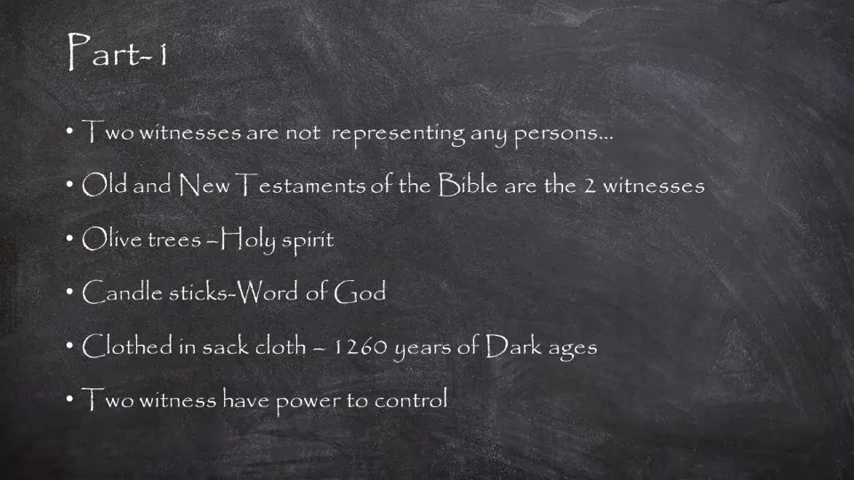 Part-1
• Two witnesses are not representing any persons...
• Old and New Testaments of the Bible are the 2 witnesses
• Olive trees –Holy spirit
• Candle sticks-Word of God
• Clothed in sack cloth – 1260 years of Dark ages
• Two witness have power to control